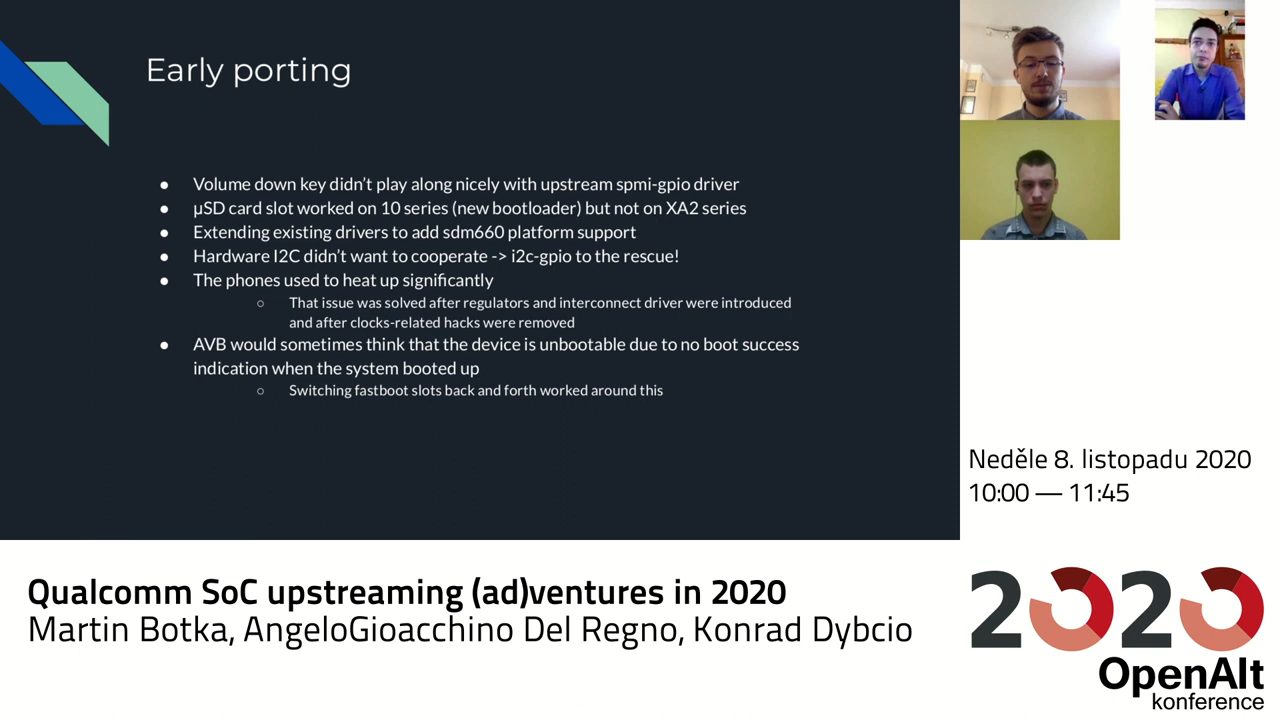 Early porting
● Volume down key didn’t play along nicely with upstream spmi-gpio driver
● µSD card slot worked on 10 series (new bootloader) but not on XA2 series
● Extending existing drivers to add sdm660 platform support
● Hardware I2C didn’t want to cooperate -> i2c-gpio to the rescue!
● The phones used to heat up significantly
○ That issue was solved after regulators and interconnect driver were introduced
and after clocks-related hacks were removed
● AVB would sometimes think that the device is unbootable due to no boot success
indication when the system booted up
○ Switching fastboot slots back and forth worked around this
Neděle 8. listopadu 2020
10:00 — 11:45
Qualcomm SoC upstreaming (ad)ventures in 2020
Martin Botka, AngeloGioacchino Del Regno, Konrad Dybcio
2020
OpenAlt
konference